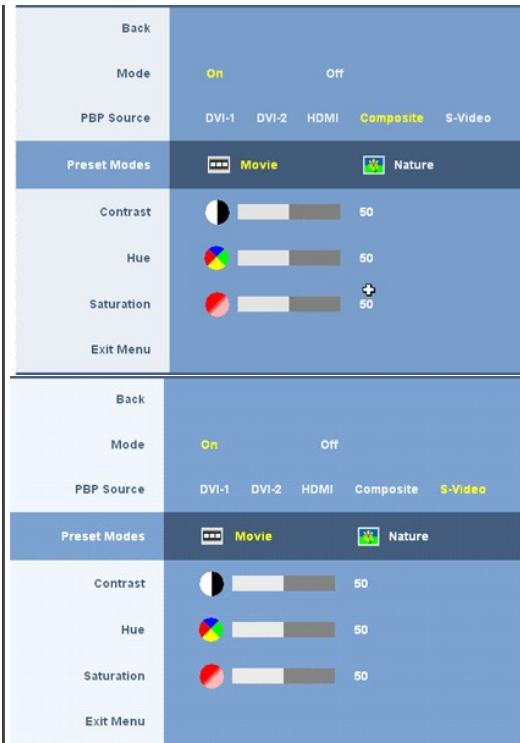 Back
Mode On Off
PBP Source DVI-1 DVI-2 HDMI Composite S-Video
Preset Modes Movie Nature
Contrast 50
Hue 50
Saturation 50
Exit Menu
Back
Mode On Off
PBP Source DVI-1 DVI-2 HDMI Composite S-Video
Preset Modes Movie Nature
Contrast 50
Hue 50
Saturation 50
Exit Menu